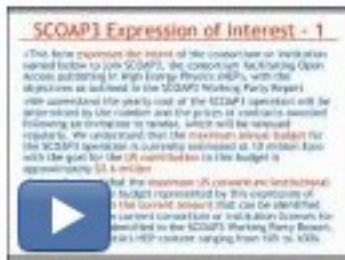 SCOAP3 Expression of Interest - 1
•This form expresses the intent of the consortium or institution
named below to join SCOAP3, the consortium facilitating Open
Access publishing in High Energy Physics (HEP), with the
objectives as outlined in the SCOAP3 Working Party Report
•We understand the yearly cost of the SCOAP3 operation will be
determined by the number and the prices of contracts awarded
following an invitation to tender, which will be renewed
regularly. We understand that the maximum annual budget for
the SCOAP3 operation is currently estimated at 10 million Euro
with the goal for the US contribution to this budget is
approximately
that the maximum US consortium/institutional
budget represented by this expression of
to the current amount that can be identified
current consortium or institution licenses for
identified in the SCOAP3 Working Party Report,
HEP content ranging from to